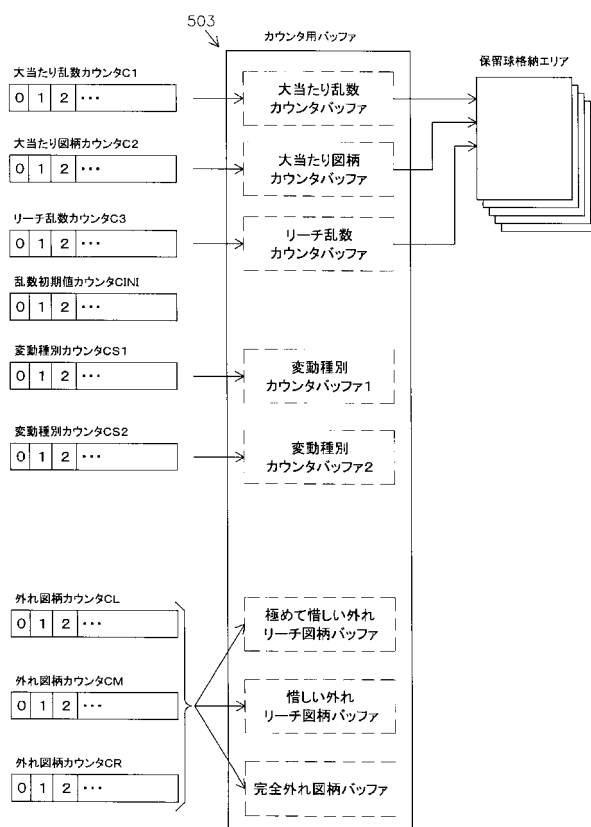 503
カウンタ用バッファ
保留球格納エリア
大当たり乱数カウンタC1
0 1 2 ･･･
大当たり乱数
カウンタバッファ
大当たり図柄カウンタC2
0 1 2 ･･･
大当たり図柄
カウンタバッファ
リーチ乱数カウンタC3
0 1 2 ･･･
リーチ乱数
カウンタバッファ
乱数初期値カウンタCINI
0 1 2 ･･･
変動種別カウンタCS1
0 1 2 ･･･
変動種別
カウンタバッファ1
変動種別カウンタCS2
0 1 2 ･･･
変動種別
カウンタバッファ2
外れ図柄カウンタCL
0 1 2 ･･･
極めて惜しい外れ
リーチ図柄バッファ
外れ図柄カウンタCM
0 1 2 ･･･
惜しい外れ
リーチ図柄バッファ
外れ図柄カウンタCR
0 1 2 ･･･
完全外れ図柄バッファ